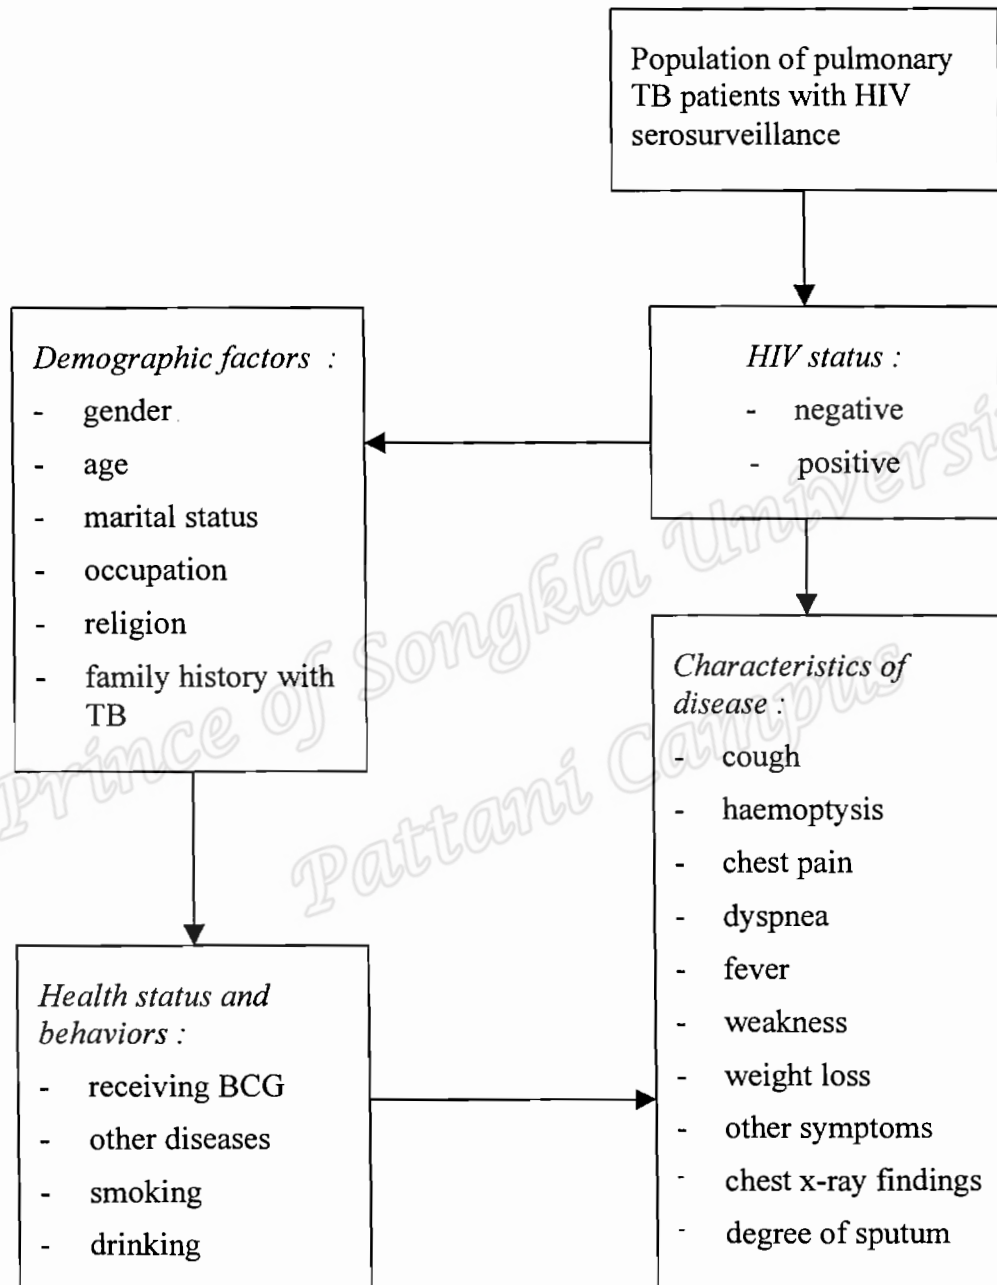 Population of pulmonary
TB patients with HIV
serosurveillance
Demographic factors :
- gender
- age
- marital status
- occupation
- religion
- family history with
TB
HIV status :
- negative
- positive
Characteristics of
disease :
- cough
- haemoptysis
- chest pain
- dyspnea
- fever
- weakness
- weight loss
- other symptoms
- chest x-ray findings
- degree of sputum
Health status and
behaviors :
- receiving BCG
- other diseases
- smoking
- drinking
Prince of Songkla Universi
Pattani Campus